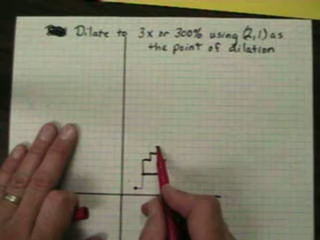 Dilate to 3x or 300% using (2,1) as
the point of dilation